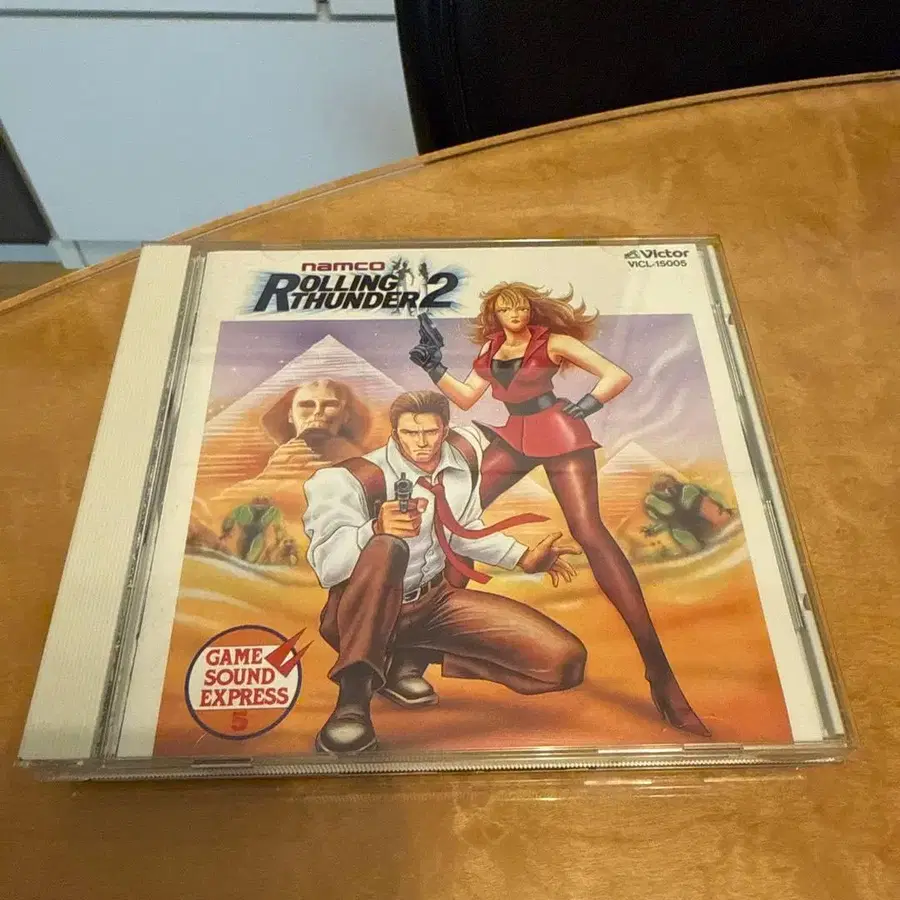 namco
ROLLING
THUNDER 2
Victor
VICL-15005
GAME
SOUND
EXPRESS
5